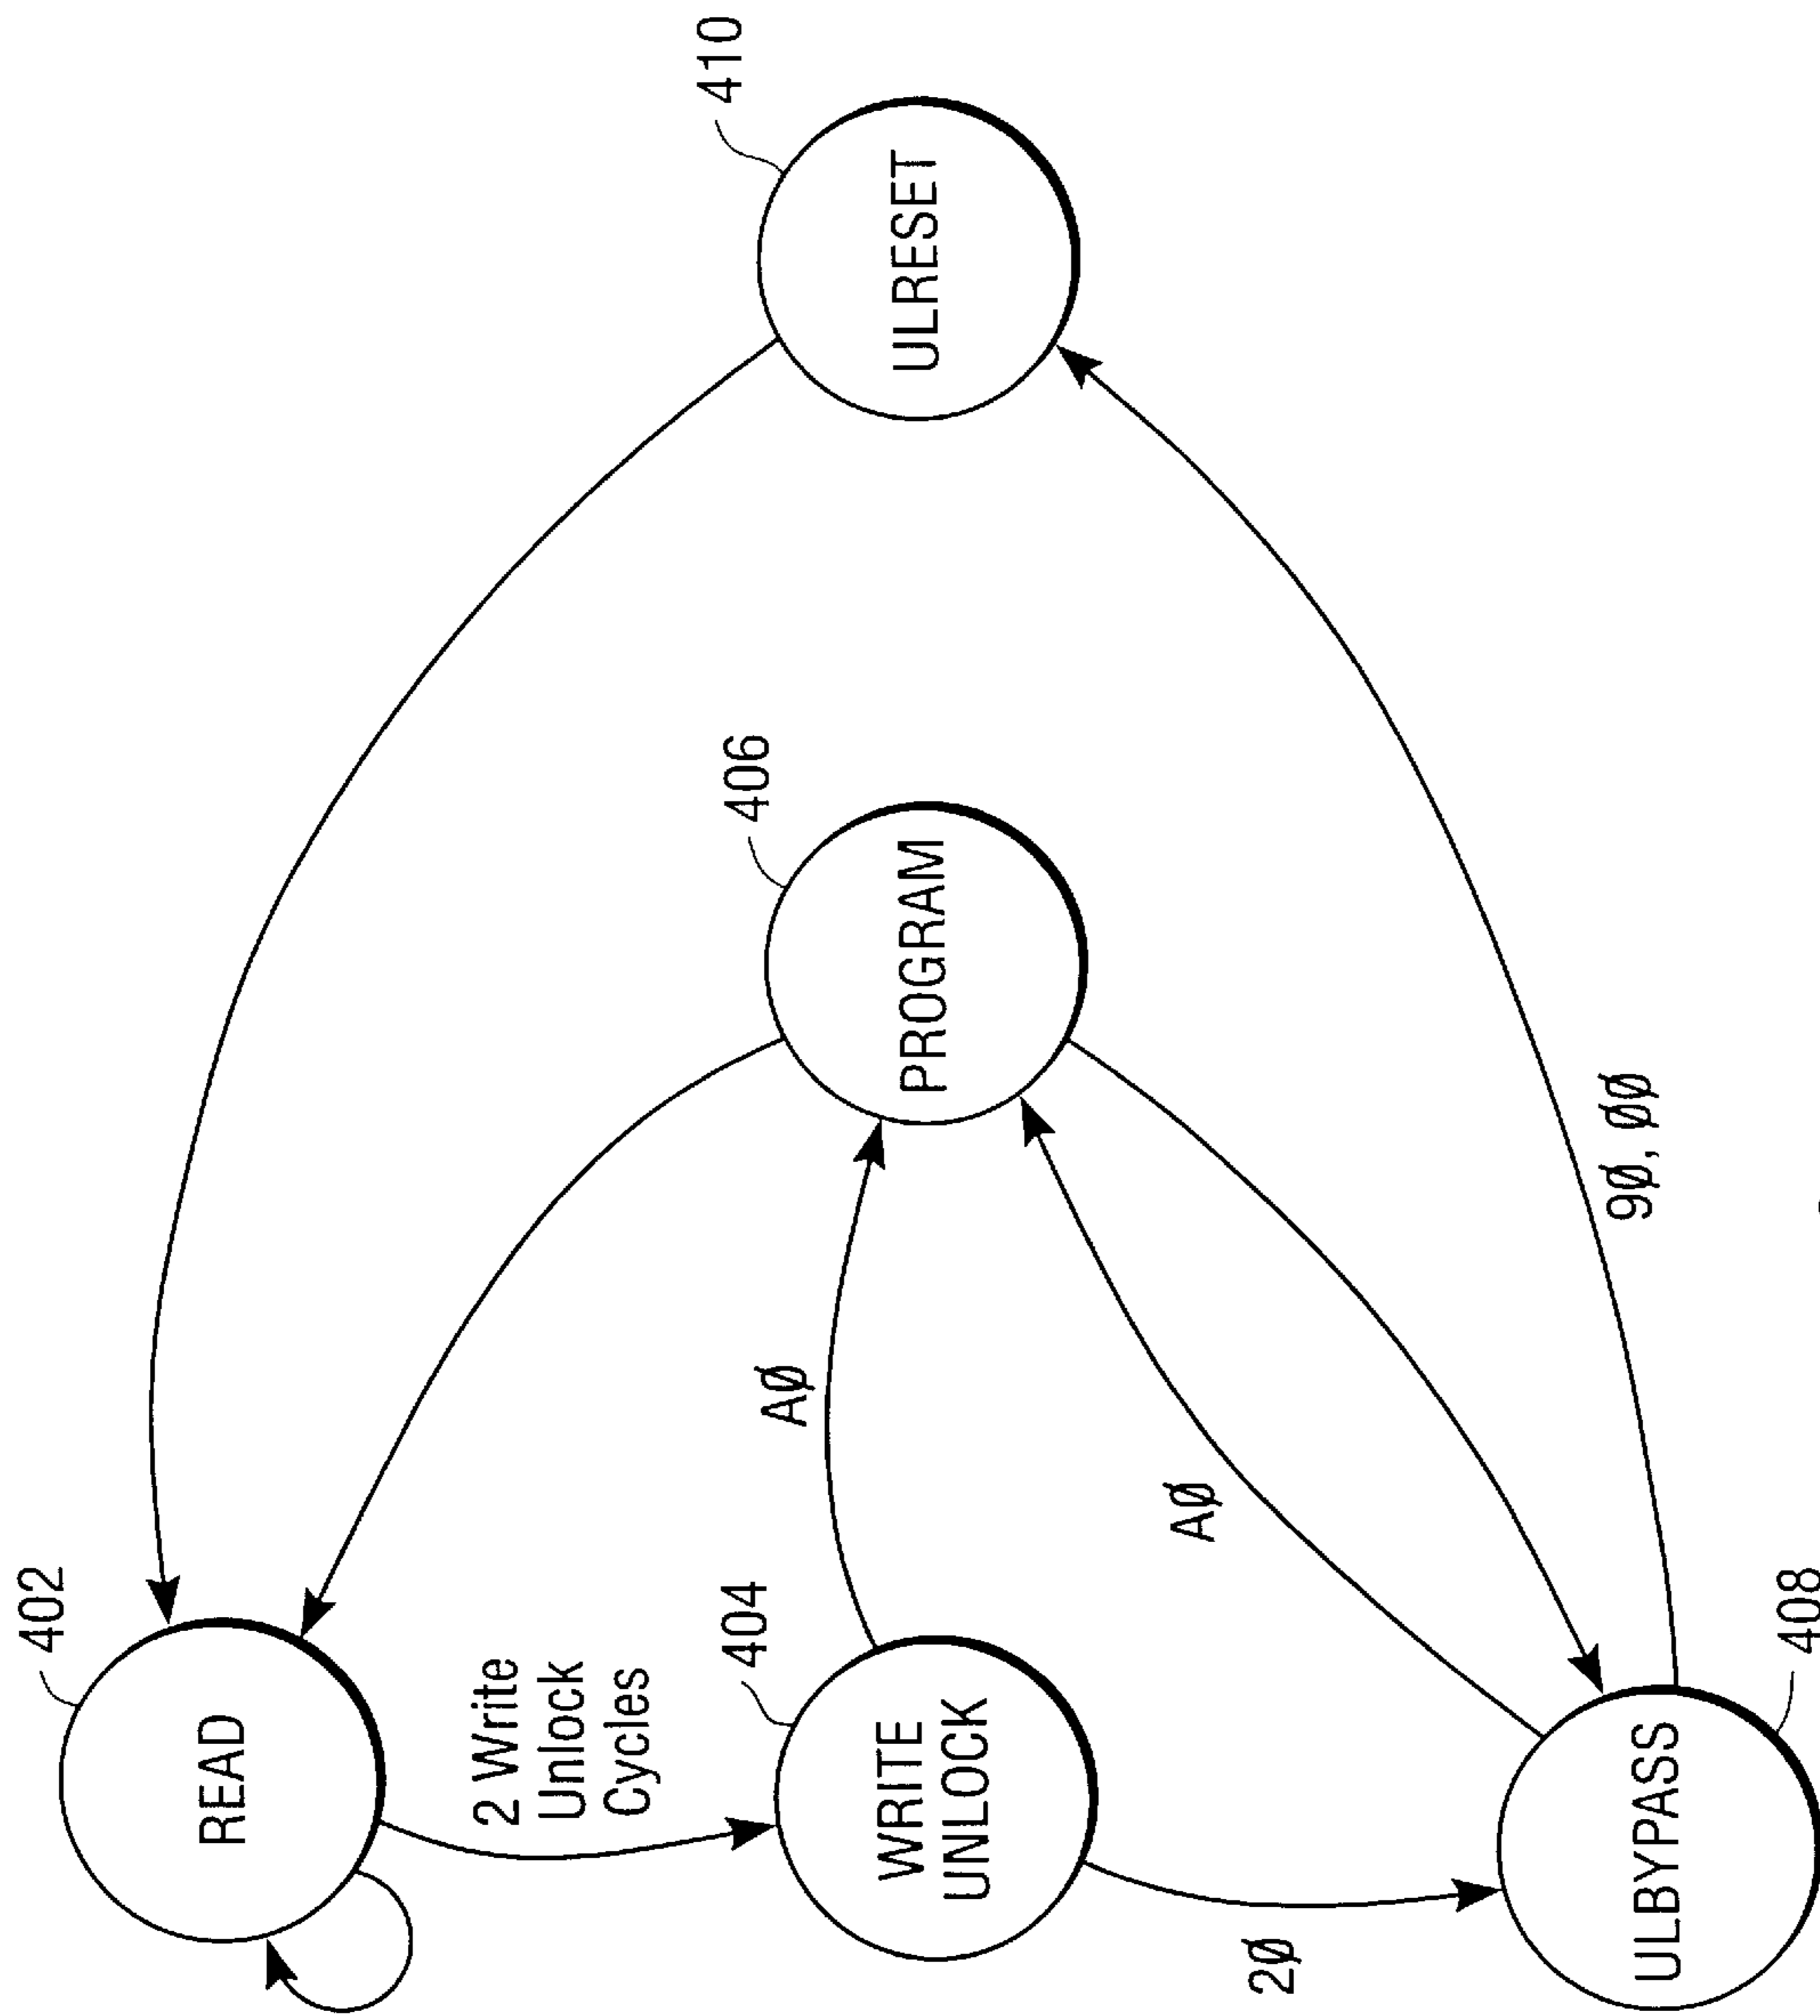 402
READ
2 Write
Unlock
Cycles
404
WRITE
UNLOCK
AØ
406
PROGRAM
AØ
2Ø
408
ULBYPASS
9Ø, ØØ
410
ULRESET